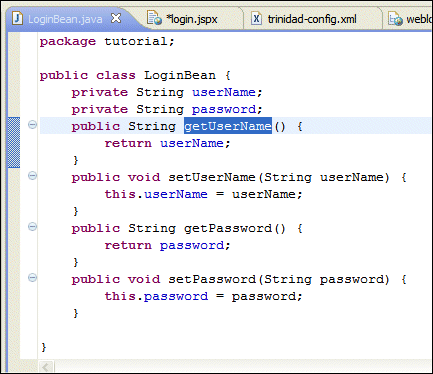 LoginBean.java *login.jspx trinidad-config.xml
package tutorial;
public class LoginBean {
    private String userName;
    private String password;
    public String getUserName() {
        return userName;
    }
    public void setUserName(String userName) {
        this.userName = userName;
    }
    public String getPassword() {
        return password;
    }
    public void setPassword(String password) {
        this.password = password;
    }
}